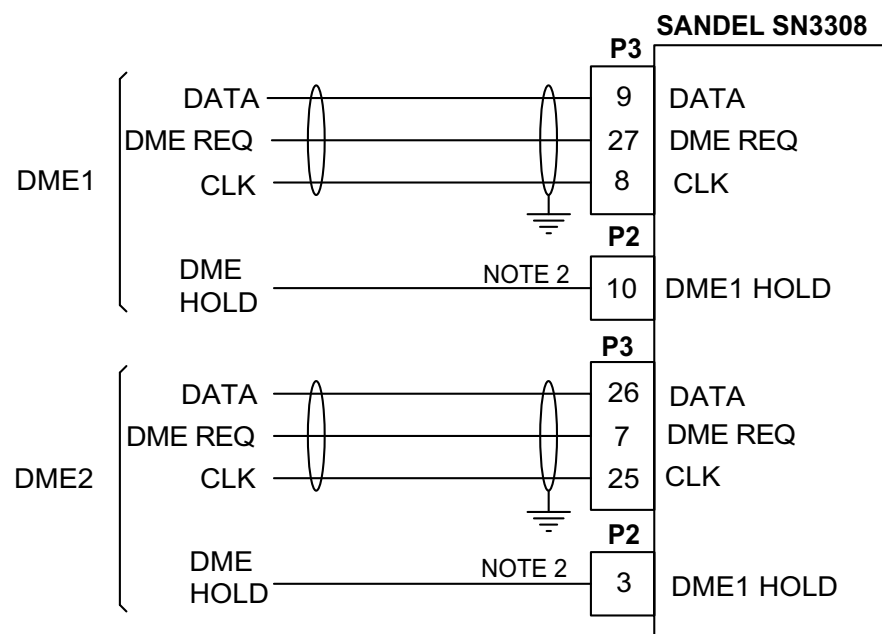 SANDEL SN3308
P3
DATA 9 DATA
DME REQ 27 DME REQ
DME1
CLK 8 CLK
P2
DME
HOLD
NOTE 2
10 DME1 HOLD
P3
DATA 26 DATA
DME REQ 7 DME REQ
DME2
CLK 25 CLK
P2
DME
HOLD
NOTE 2
3 DME1 HOLD